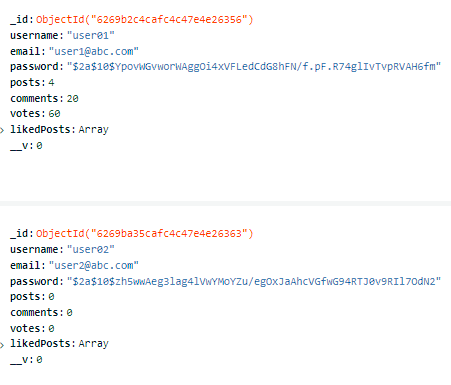 _id: ObjectId("6269b2c4cafc4c47e4e26356")
username: "user01"
email: "user1@abc.com"
password: "$2a$10$YpovWGvworWAggOi4xVFLedCdG8hFN/f.pF.R74glIvTvpRVAH6fm"
posts: 4
comments: 20
votes: 60
> likedPosts: Array
__v: 0
_id: ObjectId("6269ba35cafc4c47e4e26363")
username: "user02"
email: "user2@abc.com"
password: "$2a$10$zh5wwAeg3lag4lVwYMoYZu/egOxJaAhcVGfwG94RTJ0v9RIl7OdN2"
posts: 0
comments: 0
votes: 0
> likedPosts: Array
__v: 0